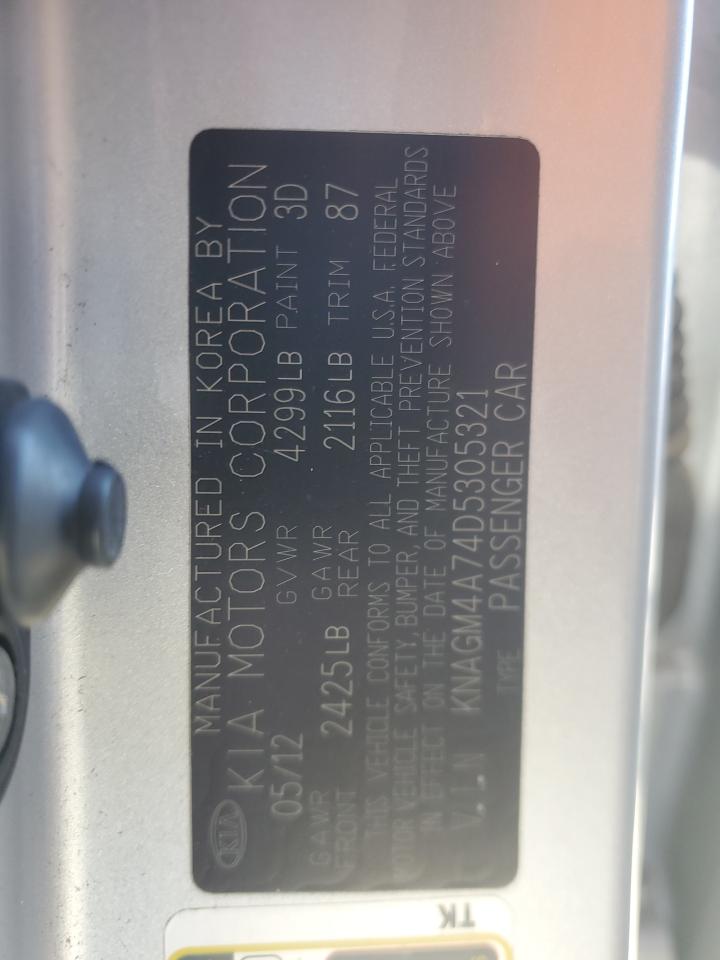 MANUFACTURED IN KOREA BY
KIA KIA MOTORS CORPORATION
05/12 GVWR 4299LB PAINT 3D
GAWR FRONT 2425LB GAWR REAR 2116LB TRIM 87
THIS VEHICLE CONFORMS TO ALL APPLICABLE U.S.A. FEDERAL
MOTOR VEHICLE SAFETY, BUMPER, AND THEFT PREVENTION STANDARDS
IN EFFECT ON THE DATE OF MANUFACTURE SHOWN ABOVE
V.I.N KNAGM4A74D5305321
TYPE PASSENGER CAR
TK